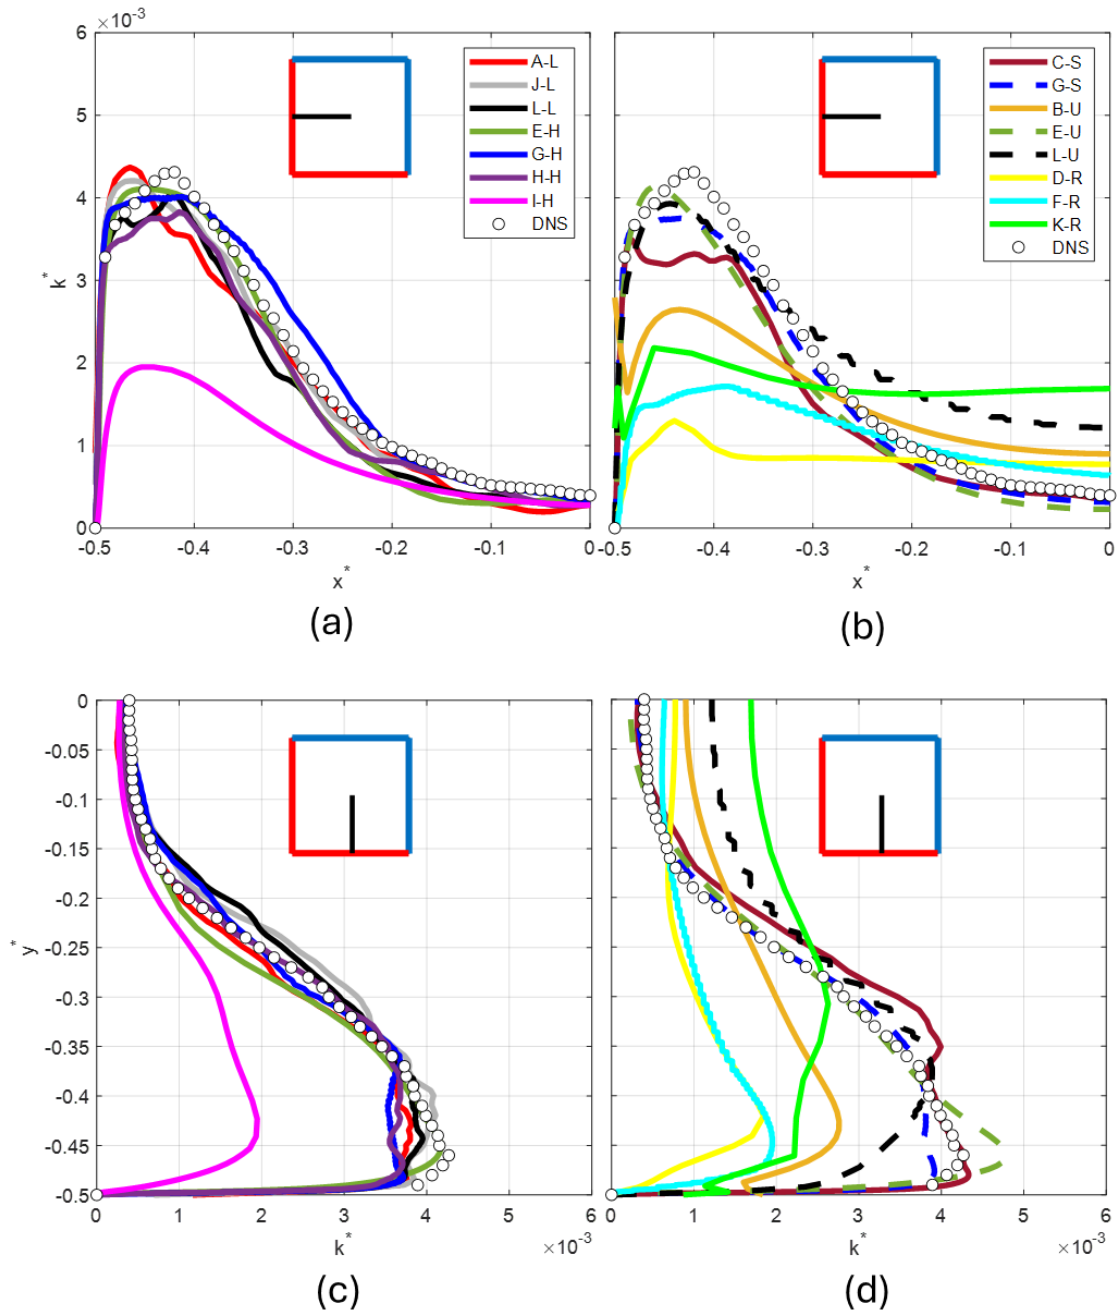 ×10⁻³
6
5
4
3
2
1
0
k*
-0.5
-0.4
-0.3
-0.2
-0.1
0
x*
A-L
J-L
L-L
E-H
G-H
H-H
I-H
DNS
(a)
-0.5
-0.4
-0.3
-0.2
-0.1
0
x*
C-S
G-S
B-U
E-U
L-U
D-R
F-R
K-R
DNS
(b)
0
-0.05
-0.1
-0.15
-0.2
-0.25
-0.3
-0.35
-0.4
-0.45
-0.5
y*
0
1
2
3
4
5
6
k*
×10⁻³
(c)
0
1
2
3
4
5
6
k*
×10⁻³
(d)